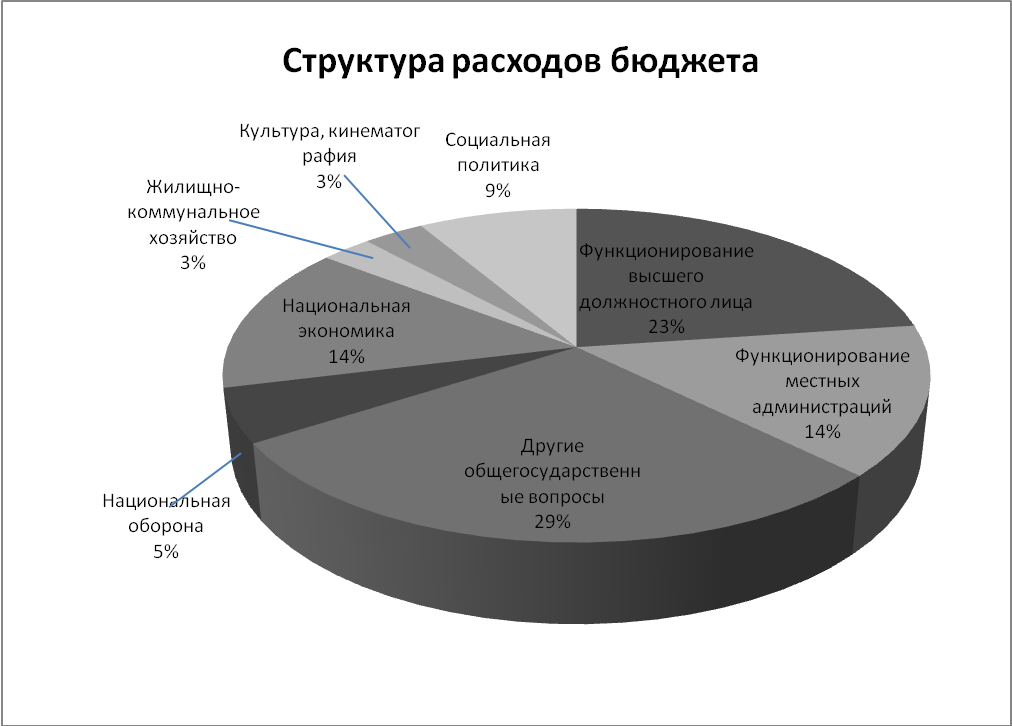 Структура расходов бюджета
Культура, кинематог
рафия
3%
Социальная
политика
9%
Жилищно-
коммунальное
хозяйство
3%
Функционирование
высшего
должностного лица
23%
Национальная
экономика
14%
Функционирование
местных
администраций
14%
Другие
общегосударственн
ые вопросы
29%
Национальная
оборона
5%